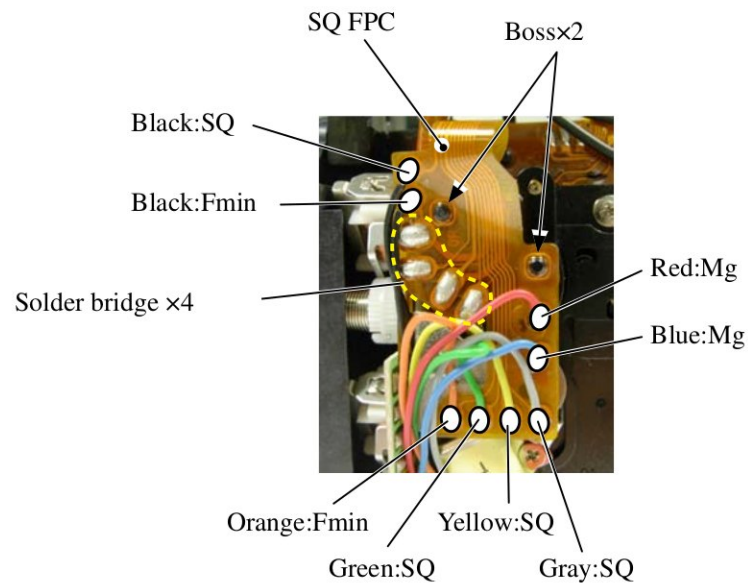 SQ FPC
Boss×2
Black:SQ
Black:Fmin
Red:Mg
Solder bridge ×4
Blue:Mg
Orange:Fmin
Yellow:SQ
Green:SQ
Gray:SQ